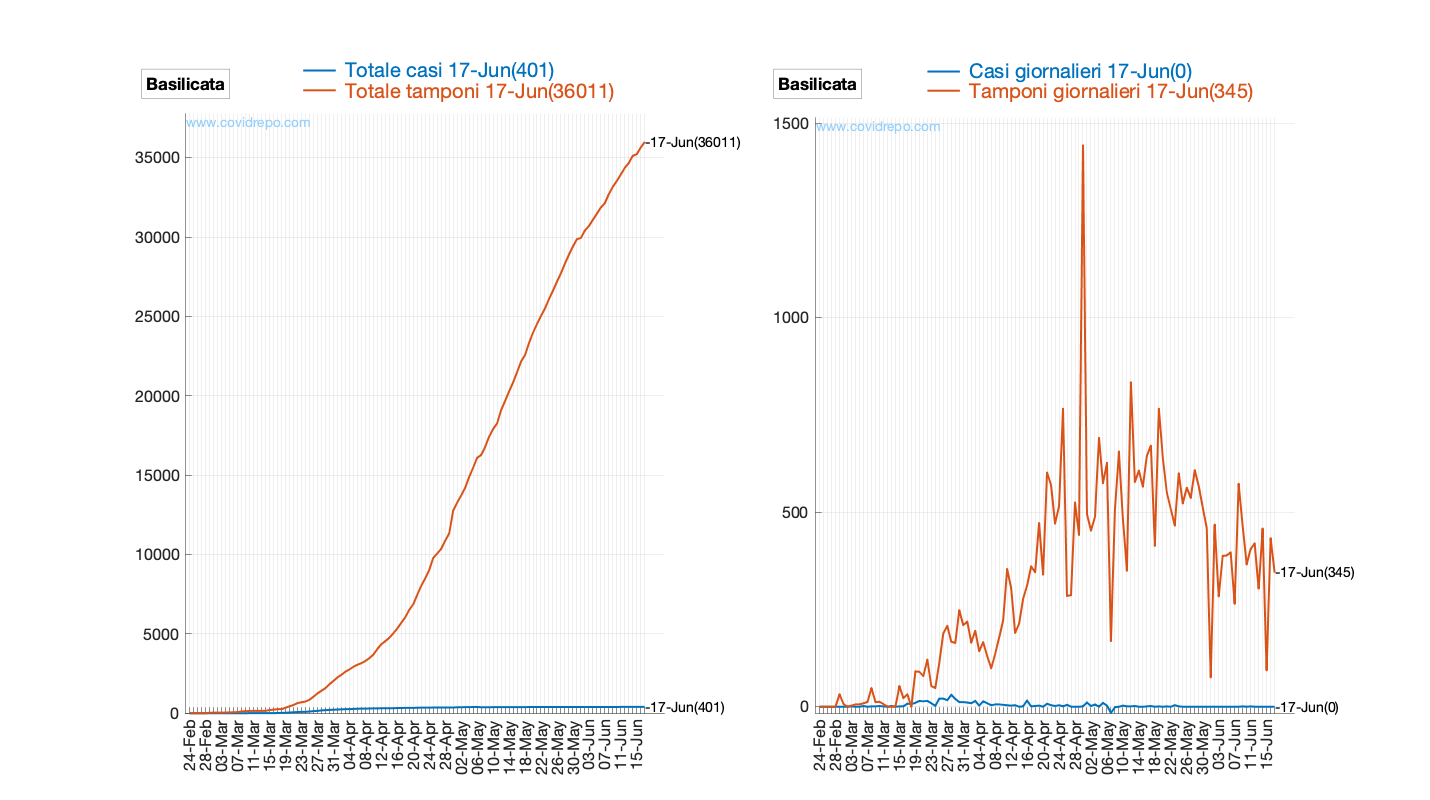 Basilicata
Totale casi 17-Jun(401)
Totale tamponi 17-Jun(36011)
www.covidrepo.com
35000
30000
25000
20000
15000
10000
5000
0
17-Jun(36011)
17-Jun(401)
24-Feb
28-Feb
03-Mar
07-Mar
11-Mar
15-Mar
19-Mar
23-Mar
27-Mar
31-Mar
04-Apr
08-Apr
12-Apr
16-Apr
20-Apr
24-Apr
28-Apr
02-May
06-May
10-May
14-May
18-May
22-May
26-May
30-May
03-Jun
07-Jun
11-Jun
15-Jun
Basilicata
Casi giornalieri 17-Jun(0)
Tamponi giornalieri 17-Jun(345)
www.covidrepo.com
1500
1000
500
0
17-Jun(345)
17-Jun(0)
24-Feb
28-Feb
03-Mar
07-Mar
11-Mar
15-Mar
19-Mar
23-Mar
27-Mar
31-Mar
04-Apr
08-Apr
12-Apr
16-Apr
20-Apr
24-Apr
28-Apr
02-May
06-May
10-May
14-May
18-May
22-May
26-May
30-May
03-Jun
07-Jun
11-Jun
15-Jun